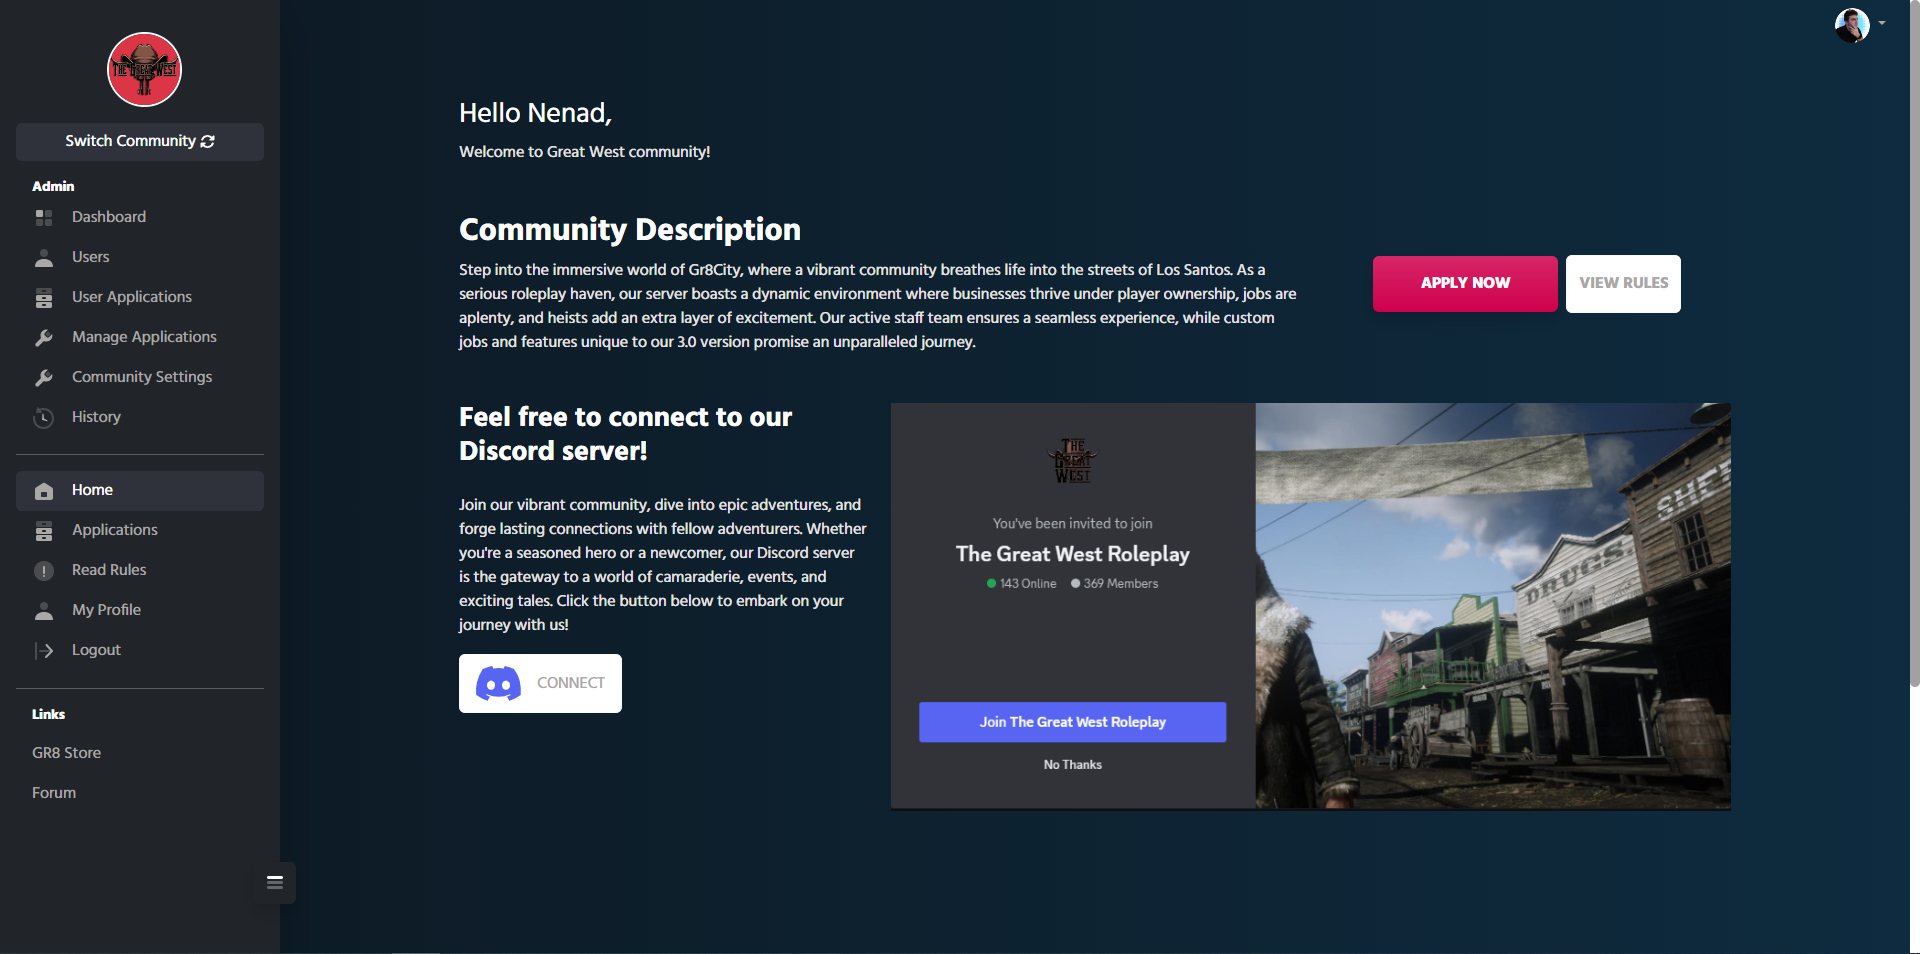 THE GREAT WEST
Switch Community
Admin
Dashboard
Users
User Applications
Manage Applications
Community Settings
History
Home
Applications
Read Rules
My Profile
Logout
Links
GR8 Store
Forum
Hello Nenad,
Welcome to Great West community!
Community Description
Step into the immersive world of Gr8City, where a vibrant community breathes life into the streets of Los Santos. As a
serious roleplay haven, our server boasts a dynamic environment where businesses thrive under player ownership, jobs are
aplenty, and heists add an extra layer of excitement. Our active staff team ensures a seamless experience, while custom
jobs and features unique to our 3.0 version promise an unparalleled journey.
APPLY NOW
VIEW RULES
Feel free to connect to our
Discord server!
Join our vibrant community, dive into epic adventures, and
forge lasting connections with fellow adventurers. Whether
you're a seasoned hero or a newcomer, our Discord server
is the gateway to a world of camaraderie, events, and
exciting tales. Click the button below to embark on your
journey with us!
CONNECT
THE
GREAT
WEST
You've been invited to join
The Great West Roleplay
143 Online 369 Members
Join The Great West Roleplay
No Thanks
DRUGS